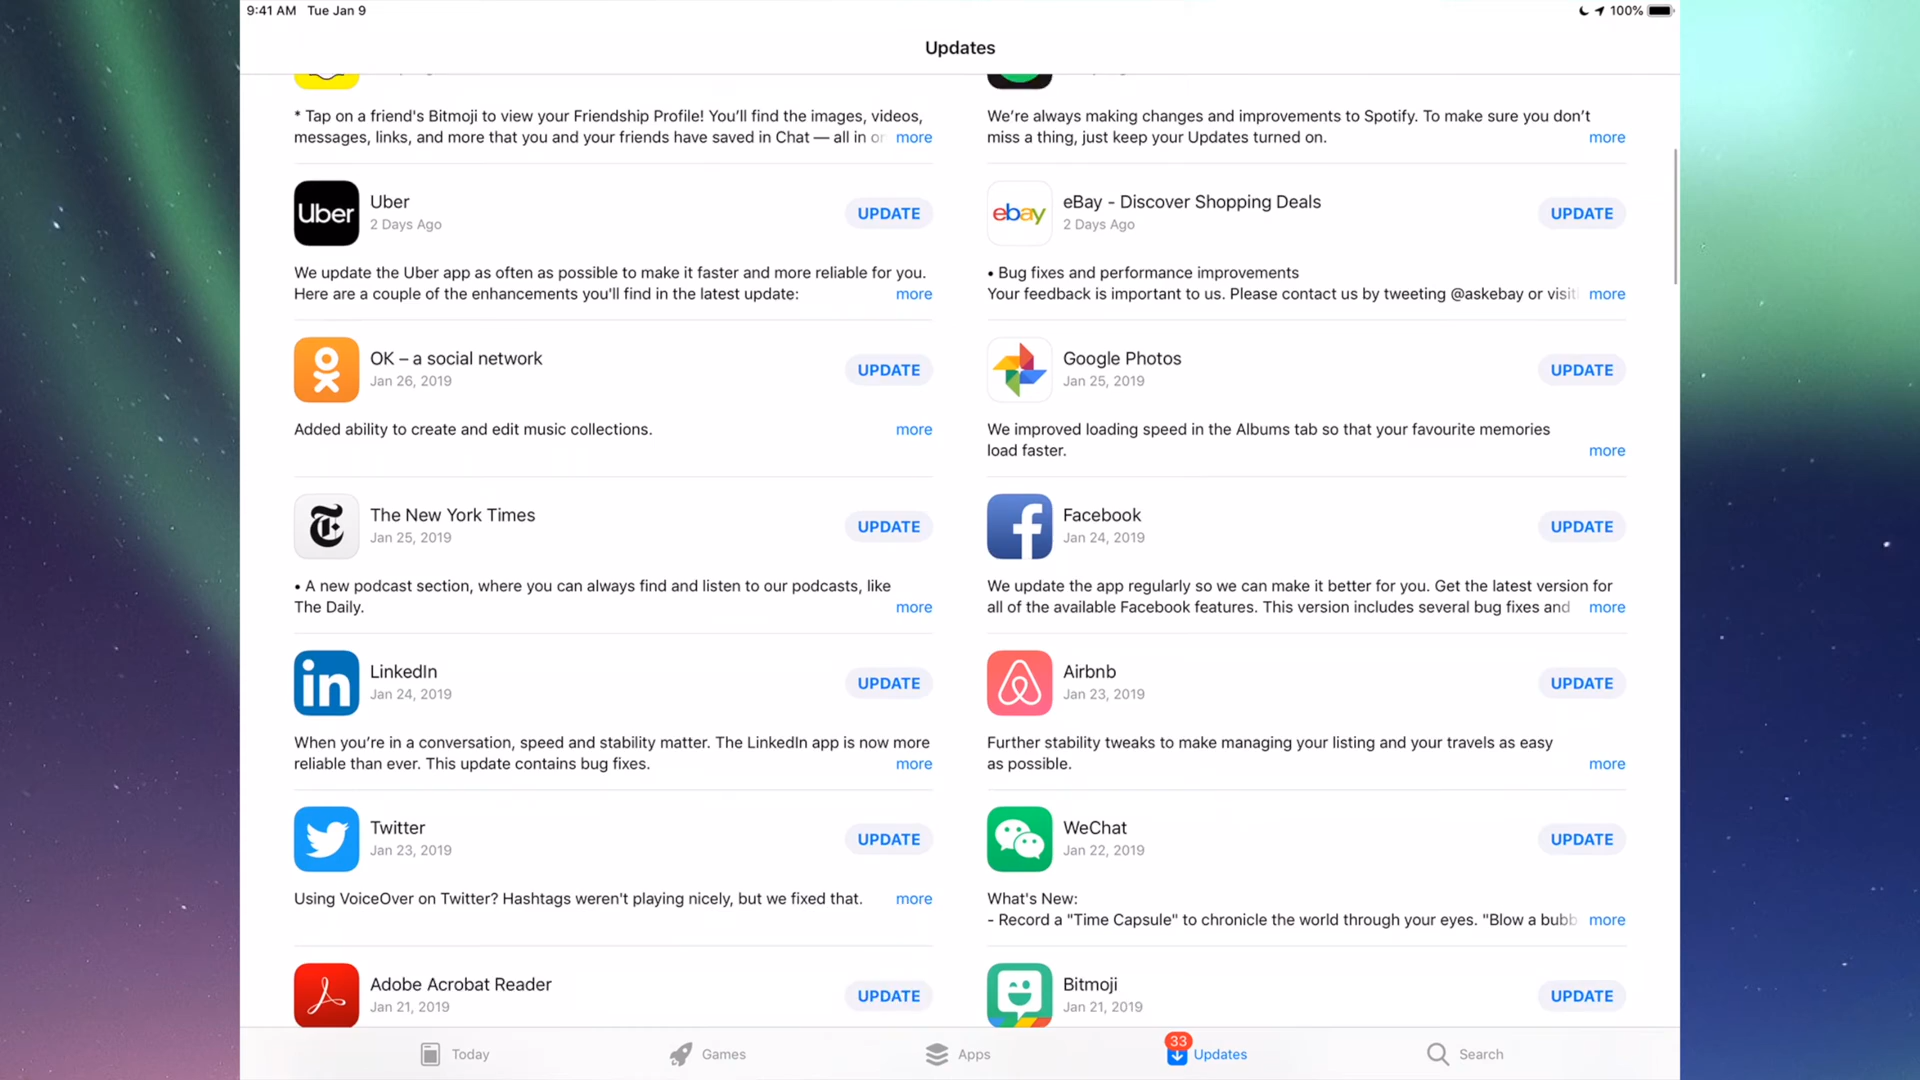 9:41 AM Tue Jan 9
100%
Updates
* Tap on a friend's Bitmoji to view your Friendship Profile! You'll find the images, videos,
messages, links, and more that you and your friends have saved in Chat — all in or more
We're always making changes and improvements to Spotify. To make sure you don't
miss a thing, just keep your Updates turned on. more
Uber
Uber
2 Days Ago
UPDATE
We update the Uber app as often as possible to make it faster and more reliable for you.
Here are a couple of the enhancements you'll find in the latest update: more
ebay
eBay - Discover Shopping Deals
2 Days Ago
UPDATE
• Bug fixes and performance improvements
Your feedback is important to us. Please contact us by tweeting @askebay or visit more
OK – a social network
Jan 26, 2019
UPDATE
Added ability to create and edit music collections. more
Google Photos
Jan 25, 2019
UPDATE
We improved loading speed in the Albums tab so that your favourite memories
load faster. more
The New York Times
Jan 25, 2019
UPDATE
• A new podcast section, where you can always find and listen to our podcasts, like
The Daily. more
Facebook
Jan 24, 2019
UPDATE
We update the app regularly so we can make it better for you. Get the latest version for
all of the available Facebook features. This version includes several bug fixes and more
in
LinkedIn
Jan 24, 2019
UPDATE
When you're in a conversation, speed and stability matter. The LinkedIn app is now more
reliable than ever. This update contains bug fixes. more
Airbnb
Jan 23, 2019
UPDATE
Further stability tweaks to make managing your listing and your travels as easy
as possible. more
Twitter
Jan 23, 2019
UPDATE
Using VoiceOver on Twitter? Hashtags weren't playing nicely, but we fixed that. more
WeChat
Jan 22, 2019
UPDATE
What's New:
- Record a "Time Capsule" to chronicle the world through your eyes. "Blow a bubb more
Adobe Acrobat Reader
Jan 21, 2019
UPDATE
Bitmoji
Jan 21, 2019
UPDATE
Today
Games
Apps
33
Updates
Search